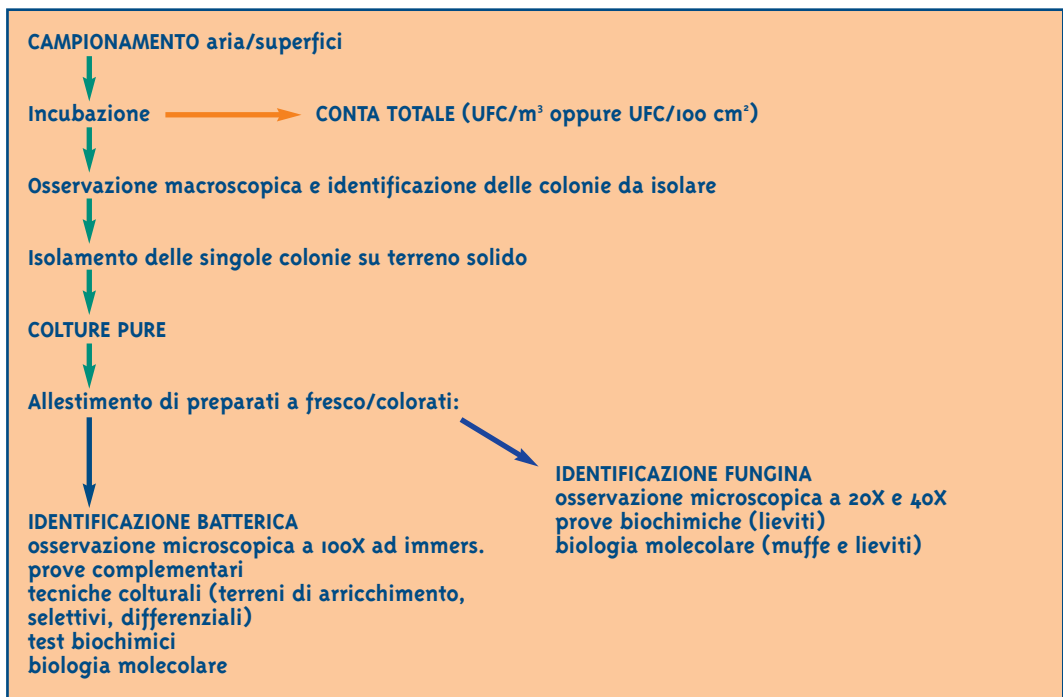 CAMPIONAMENTO aria/superfici
Incubazione
CONTA TOTALE (UFC/m³ oppure UFC/100 cm²)
Osservazione macroscopica e identificazione delle colonie da isolare
Isolamento delle singole colonie su terreno solido
COLTURE PURE
Allestimento di preparati a fresco/colorati:
IDENTIFICAZIONE FUNGINA
osservazione microscopica a 20X e 40X
prove biochimiche (lieviti)
biologia molecolare (muffe e lieviti)
IDENTIFICAZIONE BATTERICA
osservazione microscopica a 100X ad immers.
prove complementari
tecniche colturali (terreni di arricchimento,
selettivi, differenziali)
test biochimici
biologia molecolare